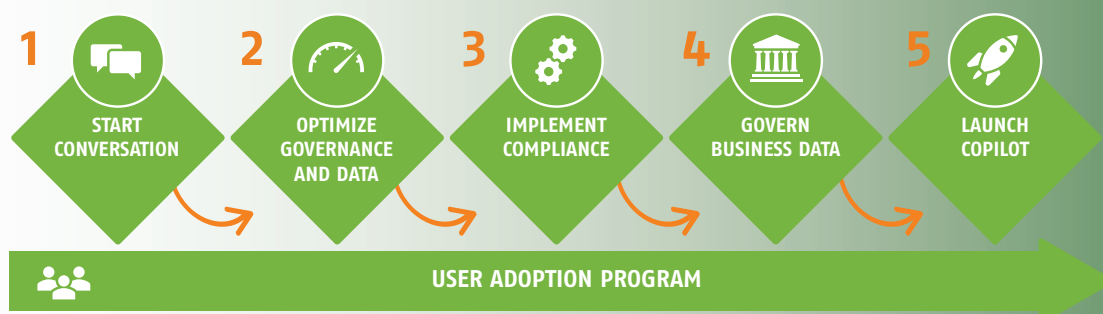 1
START
CONVERSATION
2
OPTIMIZE
GOVERNANCE
AND DATA
3
IMPLEMENT
COMPLIANCE
4
GOVERN
BUSINESS DATA
5
LAUNCH
COPILOT
USER ADOPTION PROGRAM